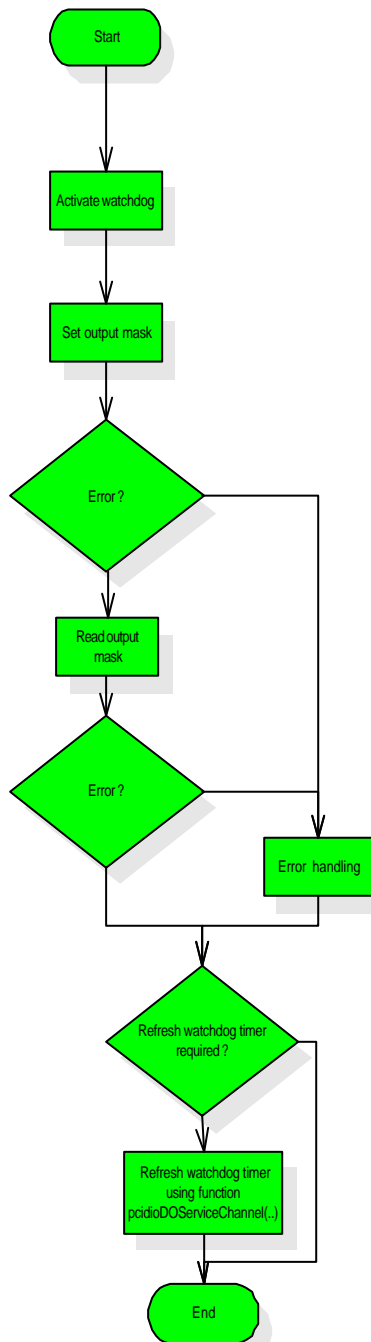 Start
Activate watchdog
Set output mask
Error ?
Read output
mask
Error ?
Error handling
Refresh watchdog timer
required ?
Refresh watchdog timer
using function
pcidioDOServiceChannel(..)
End